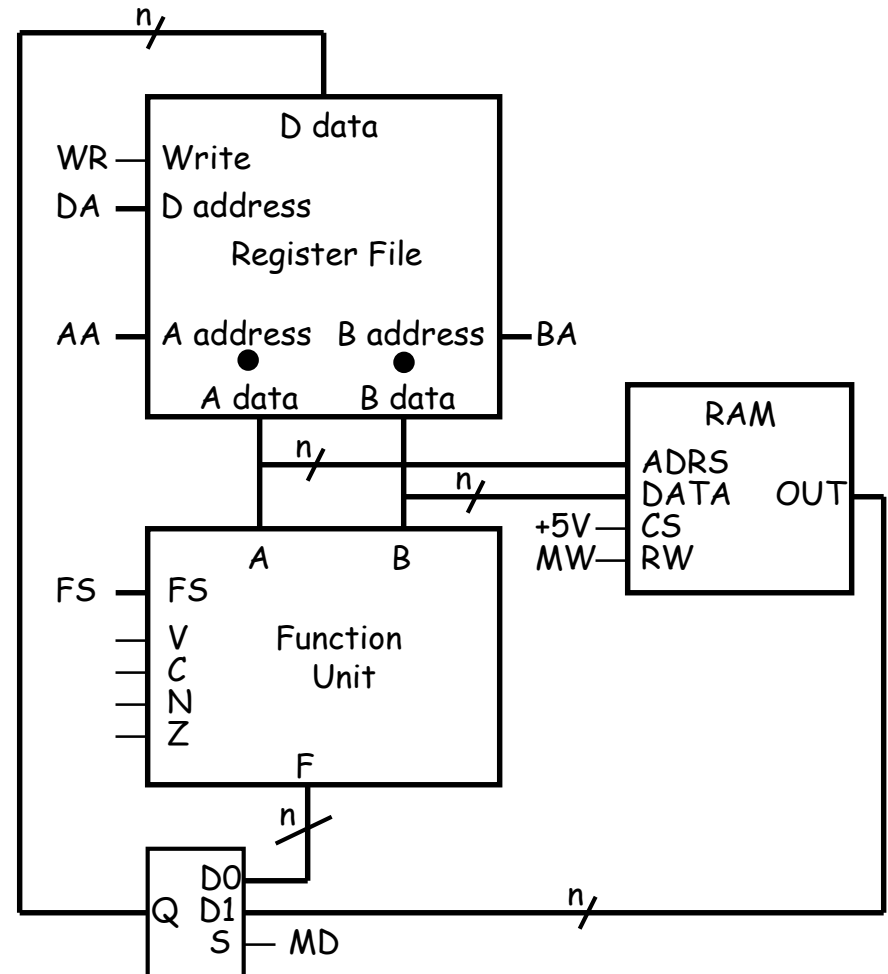 n
D data
WR Write
DA D address
Register File
AA A address B address BA
A data B data
RAM
n ADRS
n DATA OUT
+5V CS
A B MW RW
FS FS
V Function
C Unit
N
Z
F
n
D0
Q D1 n
S MD